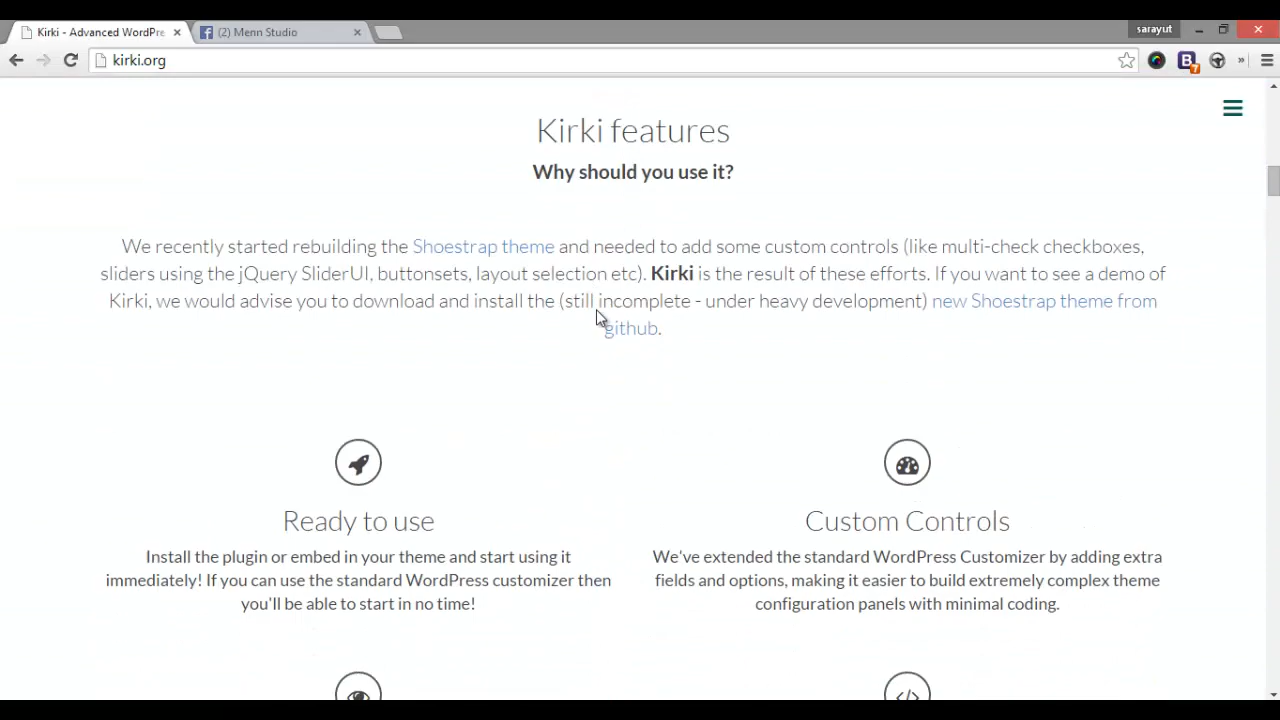 Kirki - Advanced WordPre
(2) Menn Studio
sarayut
kirki.org
B
7
»
Kirki features
Why should you use it?
We recently started rebuilding the Shoestrap theme and needed to add some custom controls (like multi-check checkboxes,
sliders using the jQuery SliderUI, buttonsets, layout selection etc). Kirki is the result of these efforts. If you want to see a demo of
Kirki, we would advise you to download and install the (still incomplete - under heavy development) new Shoestrap theme from
github.
Ready to use
Custom Controls
Install the plugin or embed in your theme and start using it
immediately! If you can use the standard WordPress customizer then
you'll be able to start in no time!
We've extended the standard WordPress Customizer by adding extra
fields and options, making it easier to build extremely complex theme
configuration panels with minimal coding.